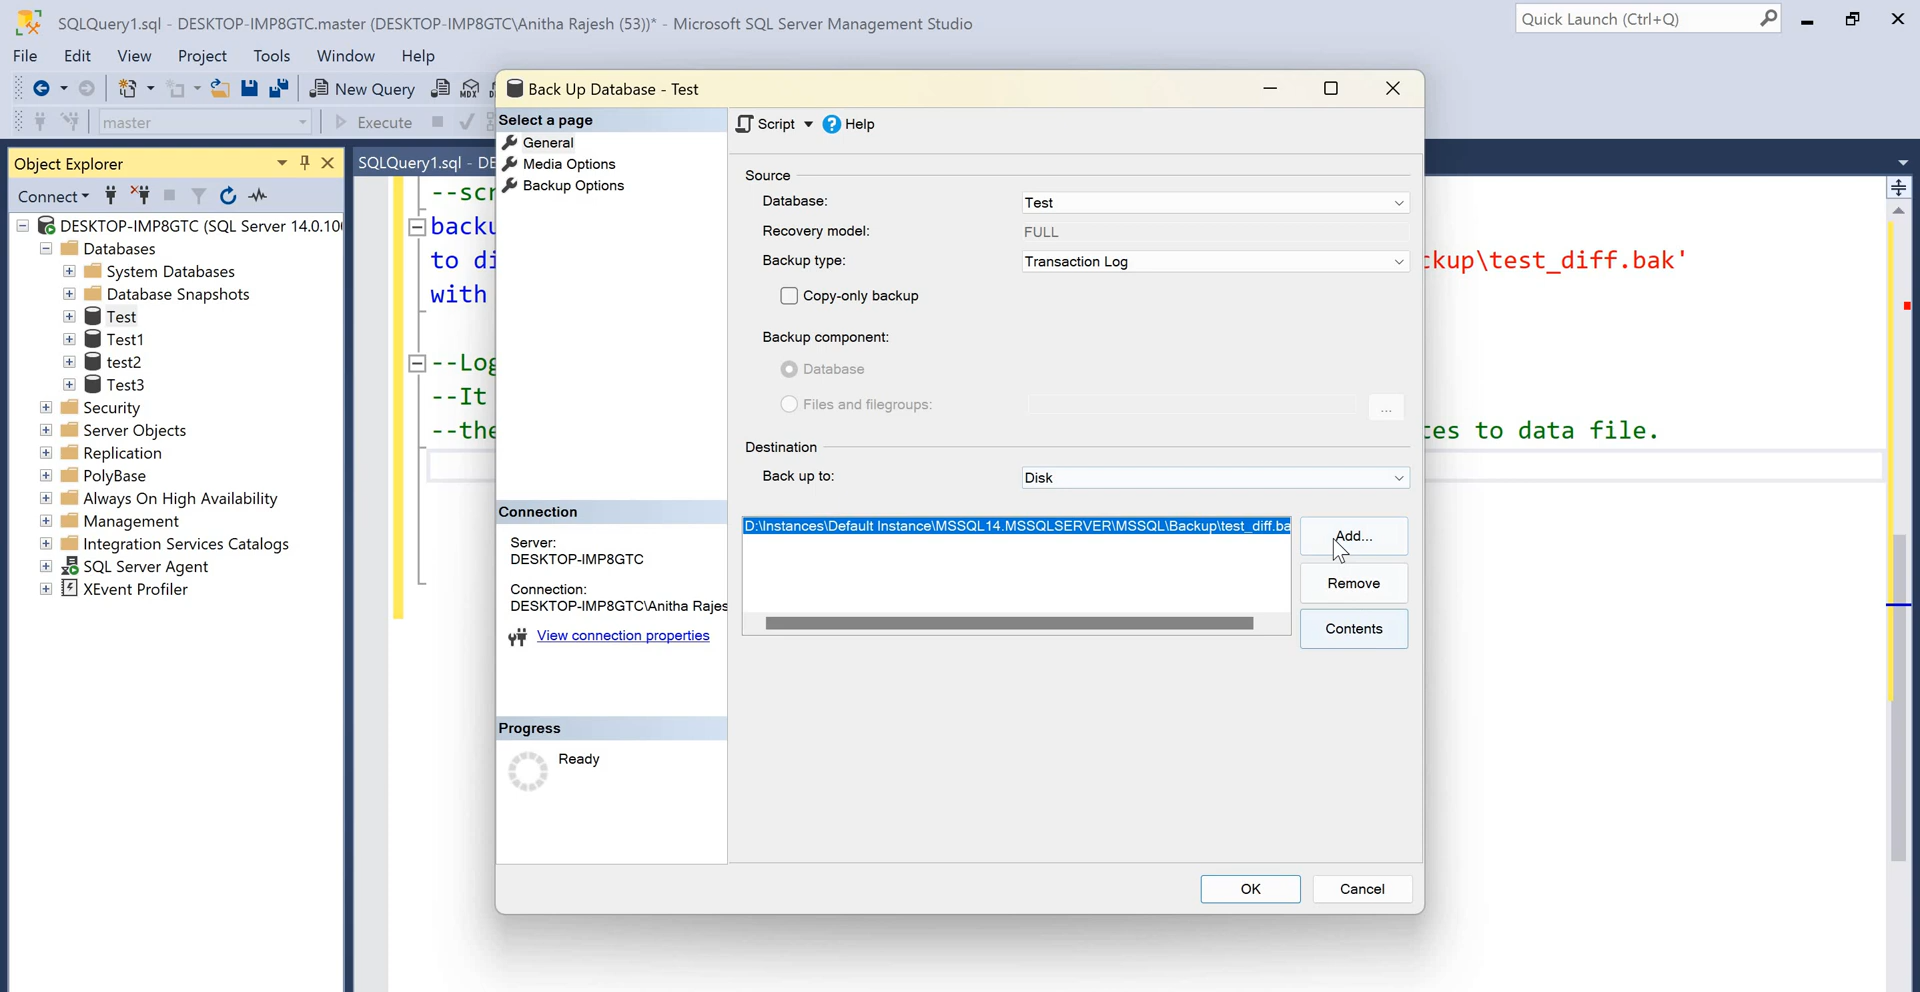 SQLQuery1.sql - DESKTOP-IMP8GTC.master (DESKTOP-IMP8GTC\Anitha Rajesh (53))* - Microsoft SQL Server Management Studio
Quick Launch (Ctrl+Q)
File Edit View Project Tools Window Help
New Query
master
Execute
Object Explorer
Connect
DESKTOP-IMP8GTC (SQL Server 14.0.100
Databases
System Databases
Database Snapshots
Test
Test1
test2
Test3
Security
Server Objects
Replication
PolyBase
Always On High Availability
Management
Integration Services Catalogs
SQL Server Agent
XEvent Profiler
SQLQuery1.sql - DE
--scr
backu
to di
ckup\test_diff.bak'
with
--Log
--It
--the
ces to data file.
Back Up Database - Test
Select a page
General
Media Options
Backup Options
Connection
Server:
DESKTOP-IMP8GTC
Connection:
DESKTOP-IMP8GTC\Anitha Rajes
View connection properties
Progress
Ready
Script Help
Source
Database: Test
Recovery model: FULL
Backup type: Transaction Log
Copy-only backup
Backup component:
Database
Files and filegroups:
...
Destination
Back up to: Disk
D:\Instances\Default Instance\MSSQL14.MSSQLSERVER\MSSQL\Backup\test_diff.ba
Add...
Remove
Contents
OK Cancel